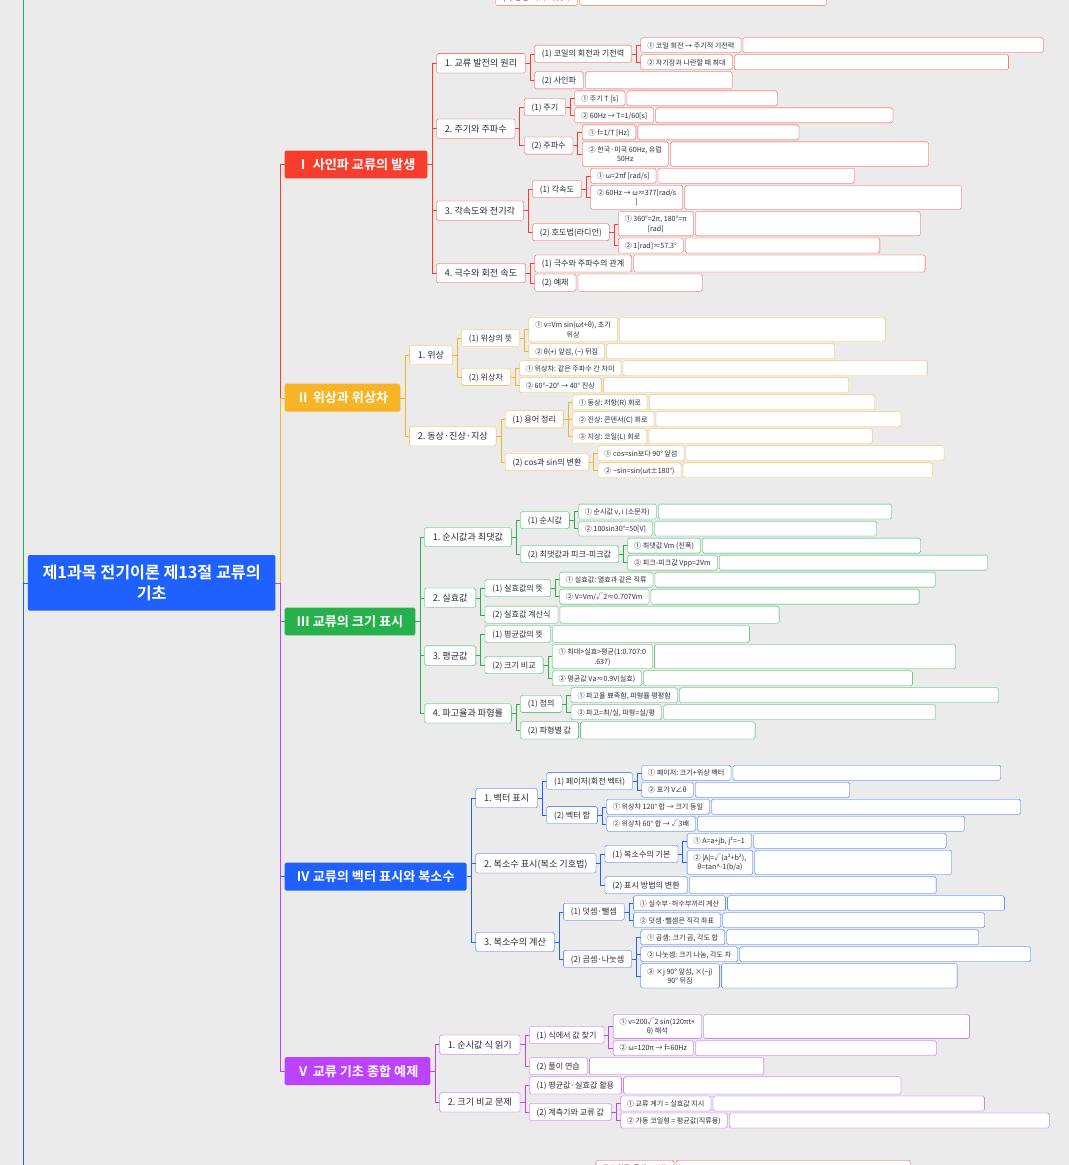 Ⅰ 사인파 교류의 발생
1. 교류 발전의 원리
(1) 코일의 회전과 기전력
① 코일 회전 → 주기적 기전력
② 자기장과 나란할 때 최대
(2) 사인파
2. 주기와 주파수
(1) 주기
① 주기 T [s]
② 60Hz → T=1/60[s]
(2) 주파수
① f=1/T [Hz]
② 한국·미국 60Hz, 유럽
50Hz
3. 각속도와 전기각
(1) 각속도
① ω=2πf [rad/s]
② 60Hz → ω≈377[rad/s
]
(2) 호도법(라디안)
① 360°=2π, 180°=π
[rad]
② 1[rad]≈57.3°
4. 극수와 회전 속도
(1) 극수와 주파수의 관계
(2) 예제
Ⅱ 위상과 위상차
1. 위상
(1) 위상의 뜻
① v=Vm sin(ωt+θ), 초기
위상
② θ(+) 앞섬, (−) 뒤짐
(2) 위상차
① 위상차: 같은 주파수 간 차이
② 60°−20° → 40° 진상
2. 동상·진상·지상
(1) 용어 정리
① 동상: 저항(R) 회로
② 진상: 콘덴서(C) 회로
③ 지상: 코일(L) 회로
(2) cos과 sin의 변환
① cos=sin보다 90° 앞섬
② −sin=sin(ωt±180°)
제1과목 전기이론 제13절 교류의
기초
Ⅲ 교류의 크기 표시
1. 순시값과 최댓값
(1) 순시값
① 순시값 v, i (소문자)
② 100sin30°=50[V]
(2) 최댓값과 피크-피크값
① 최댓값 Vm (진폭)
② 피크-피크값 Vpp=2Vm
2. 실효값
(1) 실효값의 뜻
① 실효값: 열효과 같은 직류
② V=Vm/√2≈0.707Vm
(2) 실효값 계산식
3. 평균값
(1) 평균값의 뜻
(2) 크기 비교
① 최대>실효>평균(1:0.707:0
.637)
② 평균값 Va≈0.9V(실효)
4. 파고율과 파형률
(1) 정의
① 파고율 뾰족함, 파형률 평평함
② 파고=최/실, 파형=실/평
(2) 파형별 값
Ⅳ 교류의 벡터 표시와 복소수
1. 벡터 표시
(1) 페이저(회전 벡터)
① 페이저: 크기+위상 벡터
② 표기 V∠θ
(2) 벡터 합
① 위상차 120° 합 → 크기 동일
② 위상차 60° 합 → √3배
2. 복소수 표시(복소 기호법)
(1) 복소수의 기본
① A=a+jb, j²=−1
② |A|=√(a²+b²),
θ=tan^-1(b/a)
(2) 표시 방법의 변환
3. 복소수의 계산
(1) 덧셈·뺄셈
① 실수부·허수부끼리 계산
② 덧셈·뺄셈은 직각 좌표
(2) 곱셈·나눗셈
① 곱셈: 크기 곱, 각도 합
② 나눗셈: 크기 나눔, 각도 차
③ ×j 90° 앞섬, ×(−j)
90° 뒤짐
Ⅴ 교류 기초 종합 예제
1. 순시값 식 읽기
(1) 식에서 값 찾기
① v=200√2 sin(120πt+
θ) 해석
② ω=120π → f=60Hz
(2) 풀이 연습
2. 크기 비교 문제
(1) 평균값·실효값 활용
(2) 계측기와 교류 값
① 교류 계기 = 실효값 지시
② 가동 코일형 = 평균값(직류용)